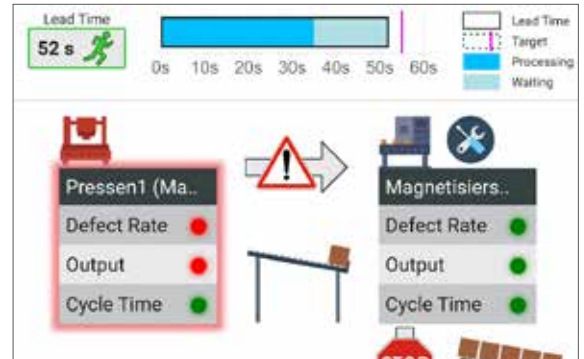 Lead Time
52 s
0s 10s 20s 30s 40s 50s 60s
Lead Time
Target
Processing
Waiting
Pressen1 (Ma..
Defect Rate
Output
Cycle Time
Magnetisiers..
Defect Rate
Output
Cycle Time
STOP